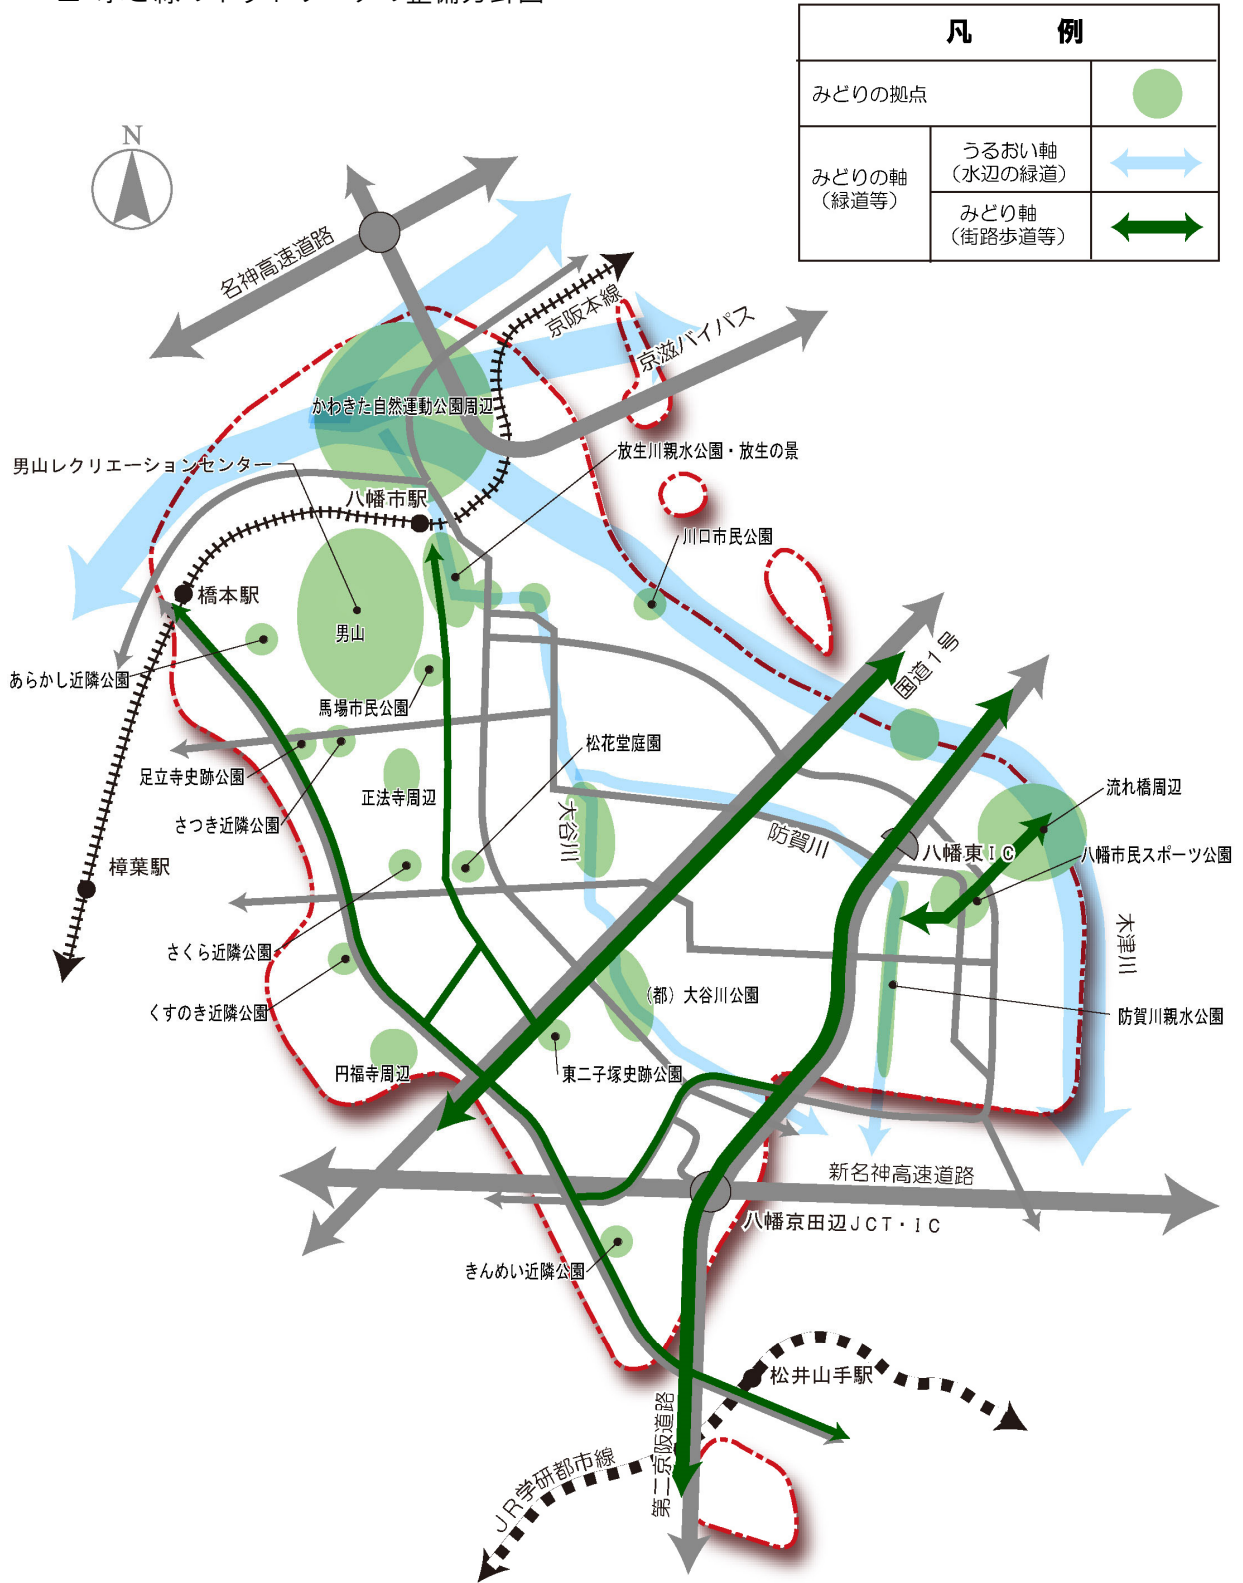 凡 例
みどりの拠点
みどりの軸
（緑道等）
うるおい軸
（水辺の緑道）
みどり軸
（街路歩道等）
N
名神高速道路
京阪本線
京滋バイパス
かわきた自然運動公園周辺
放生川親水公園・放生の景
男山レクリエーションセンター
八幡市駅
川口市民公園
橋本駅
男山
国道１号
あらかし近隣公園
馬場市民公園
松花堂庭園
足立寺史跡公園
正法寺周辺
流れ橋周辺
さつき近隣公園
大谷川
防賀川
八幡東ＩＣ
八幡市民スポーツ公園
樟葉駅
木津川
さくら近隣公園
（都）大谷川公園
くすのき近隣公園
防賀川親水公園
円福寺周辺
東二子塚史跡公園
新名神高速道路
八幡京田辺ＪＣＴ・ＩＣ
きんめい近隣公園
松井山手駅
第二京阪道路
ＪＲ学研都市線